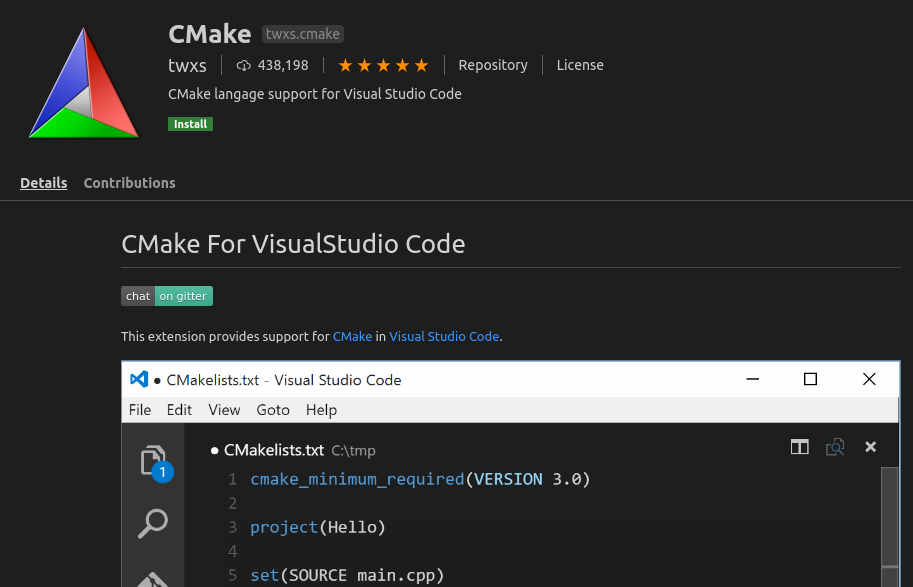 CMake twxs.cmake
twxs 438,198 Repository License
CMake langage support for Visual Studio Code
Install
Details Contributions
CMake For VisualStudio Code
chat on gitter
This extension provides support for CMake in Visual Studio Code.
● CMakelists.txt - Visual Studio Code
File Edit View Goto Help
● CMakelists.txt C:\tmp
1
1 cmake_minimum_required(VERSION 3.0)
2
3 project(Hello)
4
5 set(SOURCE main.cpp)